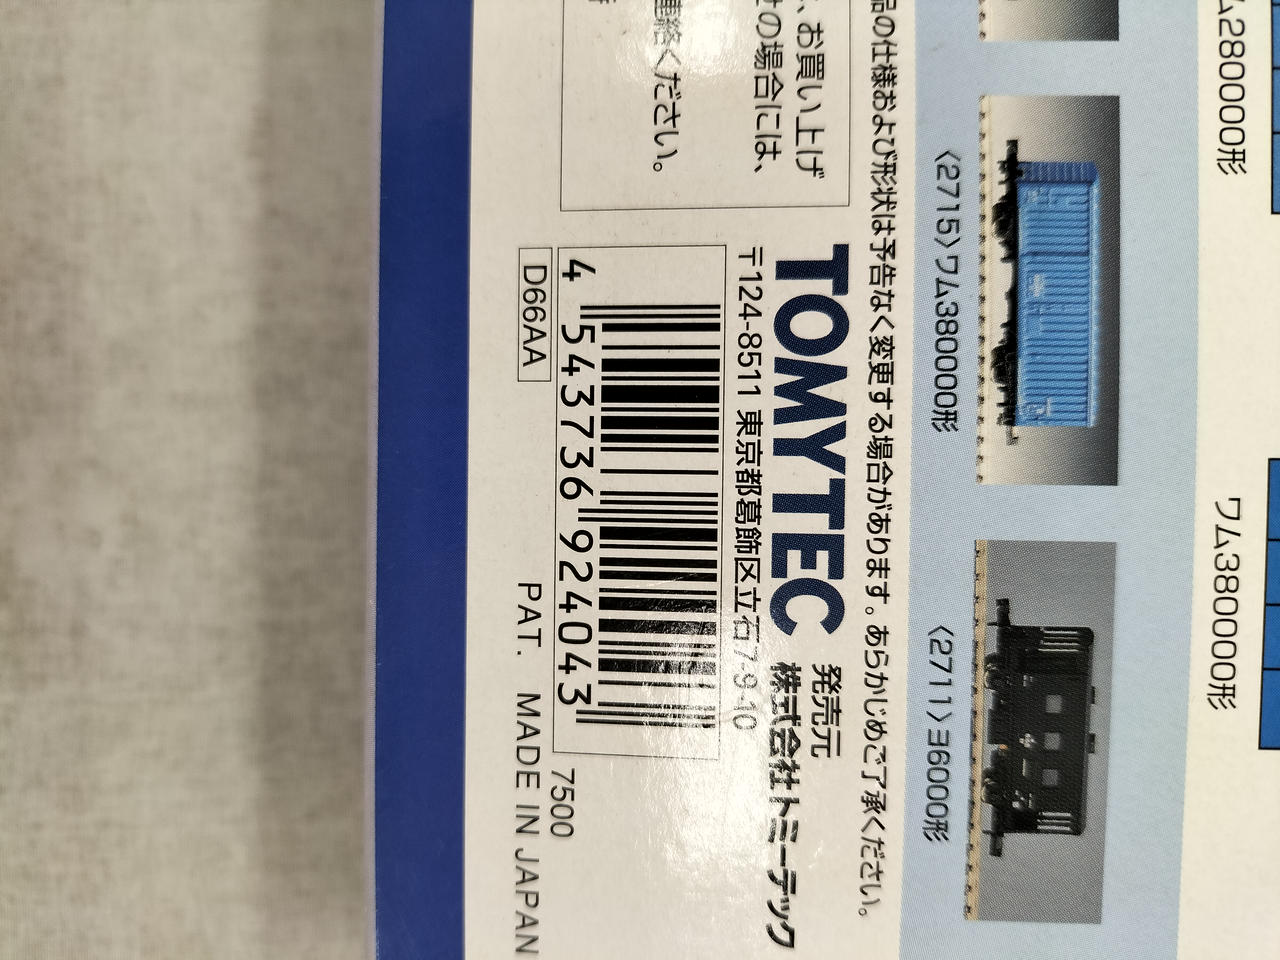 ム280000形
ワム380000形
〈2715〉ワム380000形
〈2711〉ヨ6000形
品の仕様および形状は予告なく変更する場合があります。あらかじめご了承ください。
、お買い上げ
けの場合には、
連絡ください。
TOMYTEC
発売元
株式会社トミーテック
〒124-8511 東京都葛飾区立石7-9-10
4 543736 924043
D66AA
7500
PAT. MADE IN JAPAN